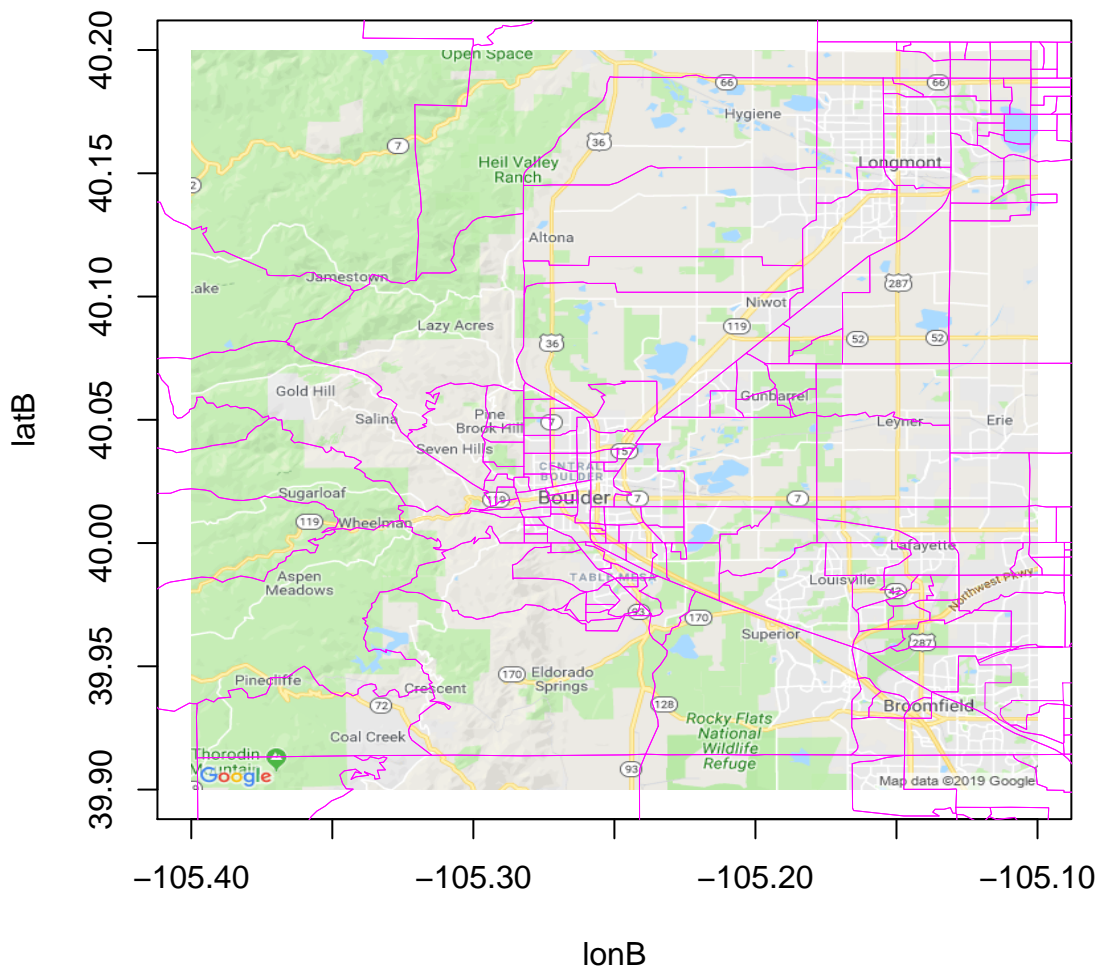 40.20
40.15
40.10
40.05
40.00
39.95
39.90
latB
Open Space
66
66
Hygiene
7
36
Heil Valley
Ranch
Longmont
2
Altona
Jamestown
Lake
287
Niwot
Lazy Acres
119
36
52
52
Gold Hill
Gunbarrel
Salina
Pine
Brook Hill
7
Leyner
Erie
Seven Hills
157
CENTRAL
BOULDER
Sugarloaf
119
Boulder
7
7
119
Wheelman
Lafayette
Aspen
Meadows
TABLE MESA
Louisville
42
Northwest Pkwy
93
170
Superior
287
Pinecliffe
170
Eldorado
Springs
Crescent
72
128
Broomfield
Rocky Flats
National
Wildlife
Refuge
Coal Creek
Thorodin
Mountain
93
Google
Map data ©2019 Google
−105.40
−105.30
−105.20
−105.10
lonB